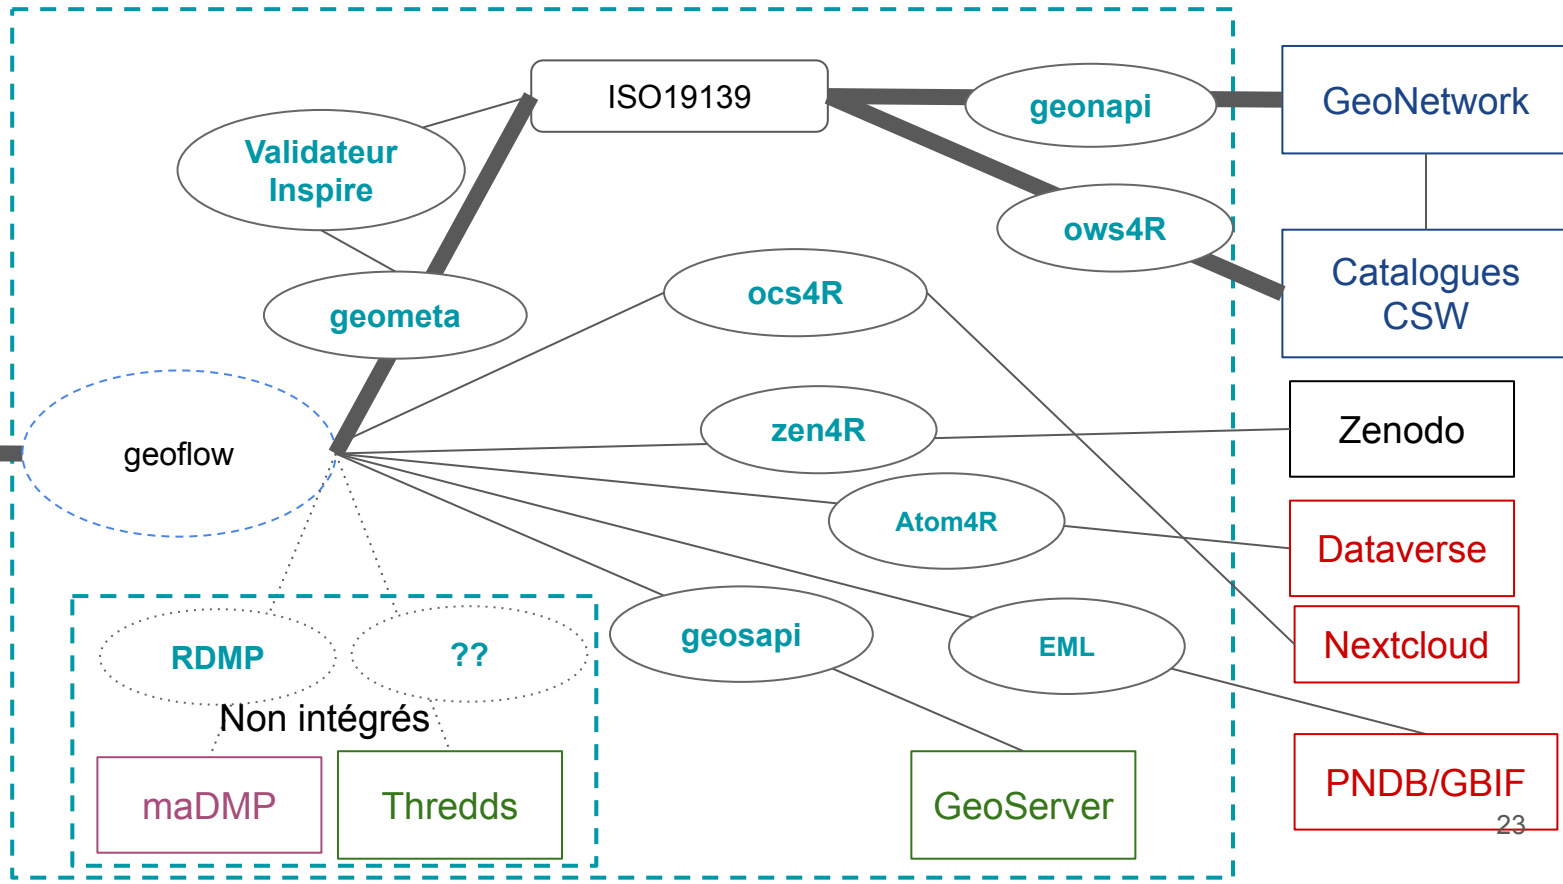 ISO19139
geonapi
GeoNetwork
Validateur
Inspire
ows4R
Catalogues
CSW
ocs4R
geometa
zen4R
Zenodo
geoflow
Atom4R
Dataverse
RDMP
??
geosapi
EML
Nextcloud
Non intégrés
maDMP
Thredds
GeoServer
PNDB/GBIF
23